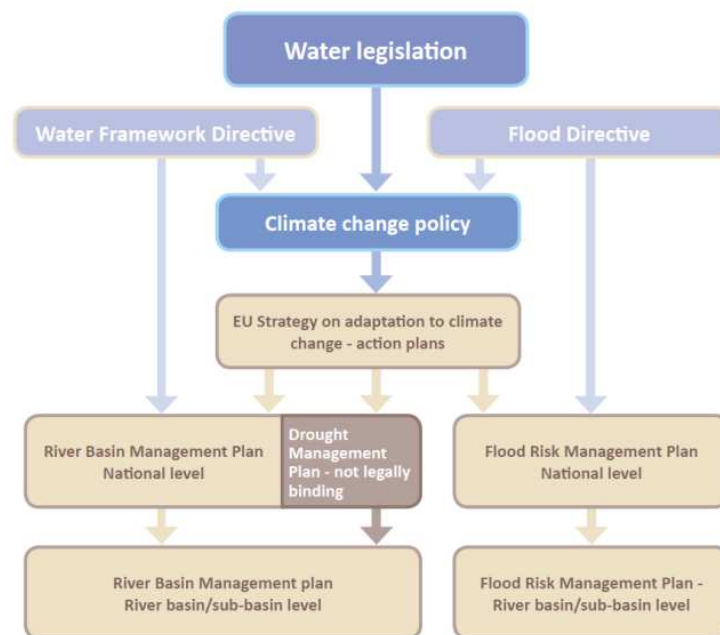 Water legislation
Water Framework Directive
Flood Directive
Climate change policy
EU Strategy on adaptation to climate
change - action plans
River Basin Management Plan
National level
Drought
Management
Plan - not legally
binding
Flood Risk Management Plan
National level
River Basin Management plan
River basin/sub-basin level
Flood Risk Management Plan -
River basin/sub-basin level